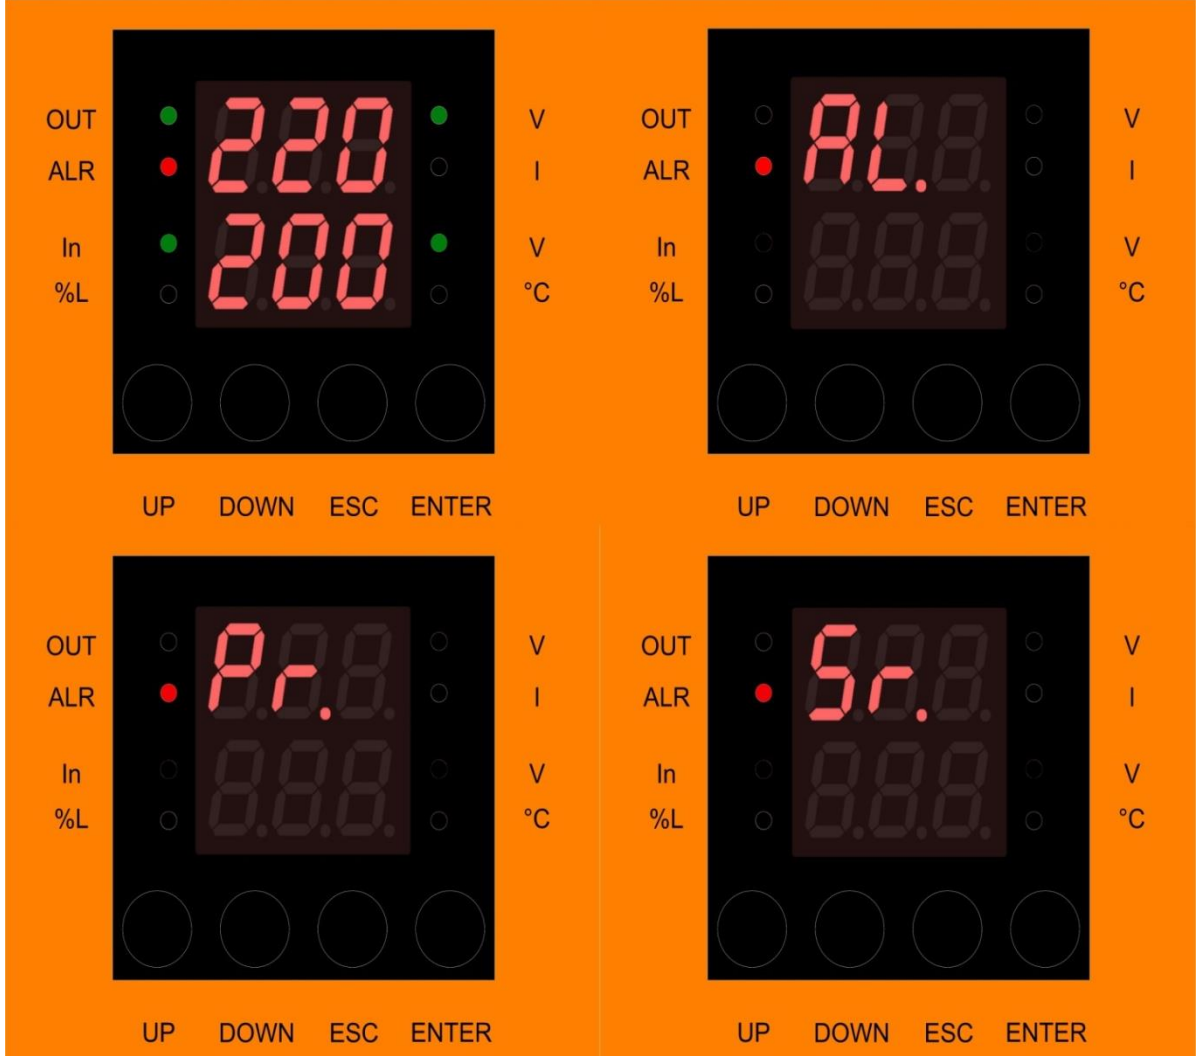 OUT 220 V
ALR I
In 200 V
%L °C
UP DOWN ESC ENTER
OUT AL. V
ALR I
In V
%L °C
UP DOWN ESC ENTER
OUT Pr. V
ALR I
In V
%L °C
UP DOWN ESC ENTER
OUT Sr. V
ALR I
In V
%L °C
UP DOWN ESC ENTER